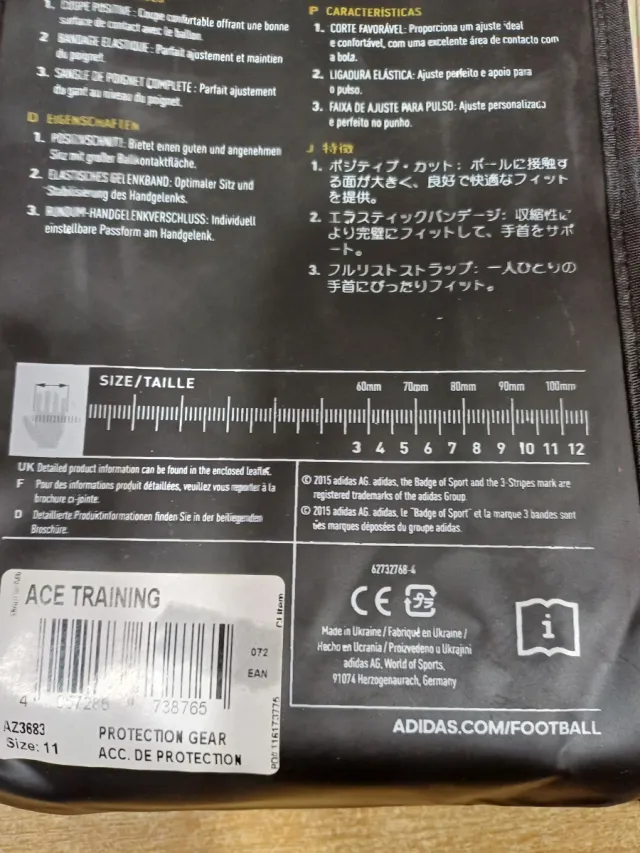 1. COUPE POSITIVE : Coupe confortable offrant une bonne
surface de contact avec le ballon.
2 BANDAGE ELASTIQUE : Parfait ajustement et maintien
du poignet.
3. SANGLE DE POIGNET COMPLETE : Parfait ajustement
du gant au niveau du poignet.
D EIGENSCHAFTEN
1. POSITIVSCHNITT: Bietet einen guten und angenehmen
Sitz mit großer Ballkontaktfläche.
2. ELASTISCHES GELENKBAND: Optimaler Sitz und
Stabilisierung des Handgelenks.
3. RUNDUM-HANDGELENKVERSCHLUSS: Individuell
einstellbare Passform am Handgelenk.
P CARACTERÍSTICAS
1. CORTE FAVORÁVEL: Proporciona um ajuste ideal
e confortável, com uma excelente área de contacto com
a bola.
2. LIGADURA ELÁSTICA: Ajuste perfeito e apoio para
o pulso.
3. FAIXA DE AJUSTE PARA PULSO: Ajuste personalizado
e perfeito no punho.
J 特徴
1. ポジティブ・カット： ボールに接触す
る面が大きく、良好で快適なフィット
を提供。
2. エラスティックバンデージ： 収縮性に
より完璧にフィットして、手首をサポ
ート。
3. フルリストストラップ： 一人ひとりの
手首にぴったりフィット。
SIZE/TAILLE
60mm 70mm 80mm 90mm 100mm
3 4 5 6 7 8 9 10 11 12
UK Detailed product information can be found in the enclosed leaflet.
F Pour des informations produit détaillées, veuillez vous reporter à la
brochure ci-jointe.
D Detaillierte Produktinformationen finden Sie in der beiliegenden
Broschüre.
© 2015 adidas AG. adidas, the Badge of Sport and the 3-Stripes mark are
registered trademarks of the adidas Group.
© 2015 adidas AG. adidas, le "Badge of Sport" et la marque 3 bandes sont
des marques déposées du groupe adidas.
62732768-4
CE プラ
Made in Ukraine / Fabriqué en Ukraine /
Hecho en Ucrania / Proizvedeno u Ukrajini
adidas AG, World of Sports,
91074 Herzogenaurach, Germany
i
ADIDAS.COM/FOOTBALL
ACE TRAINING
072
EAN
738765
AZ3683
Size: 11
PROTECTION GEAR
ACC. DE PROTECTION